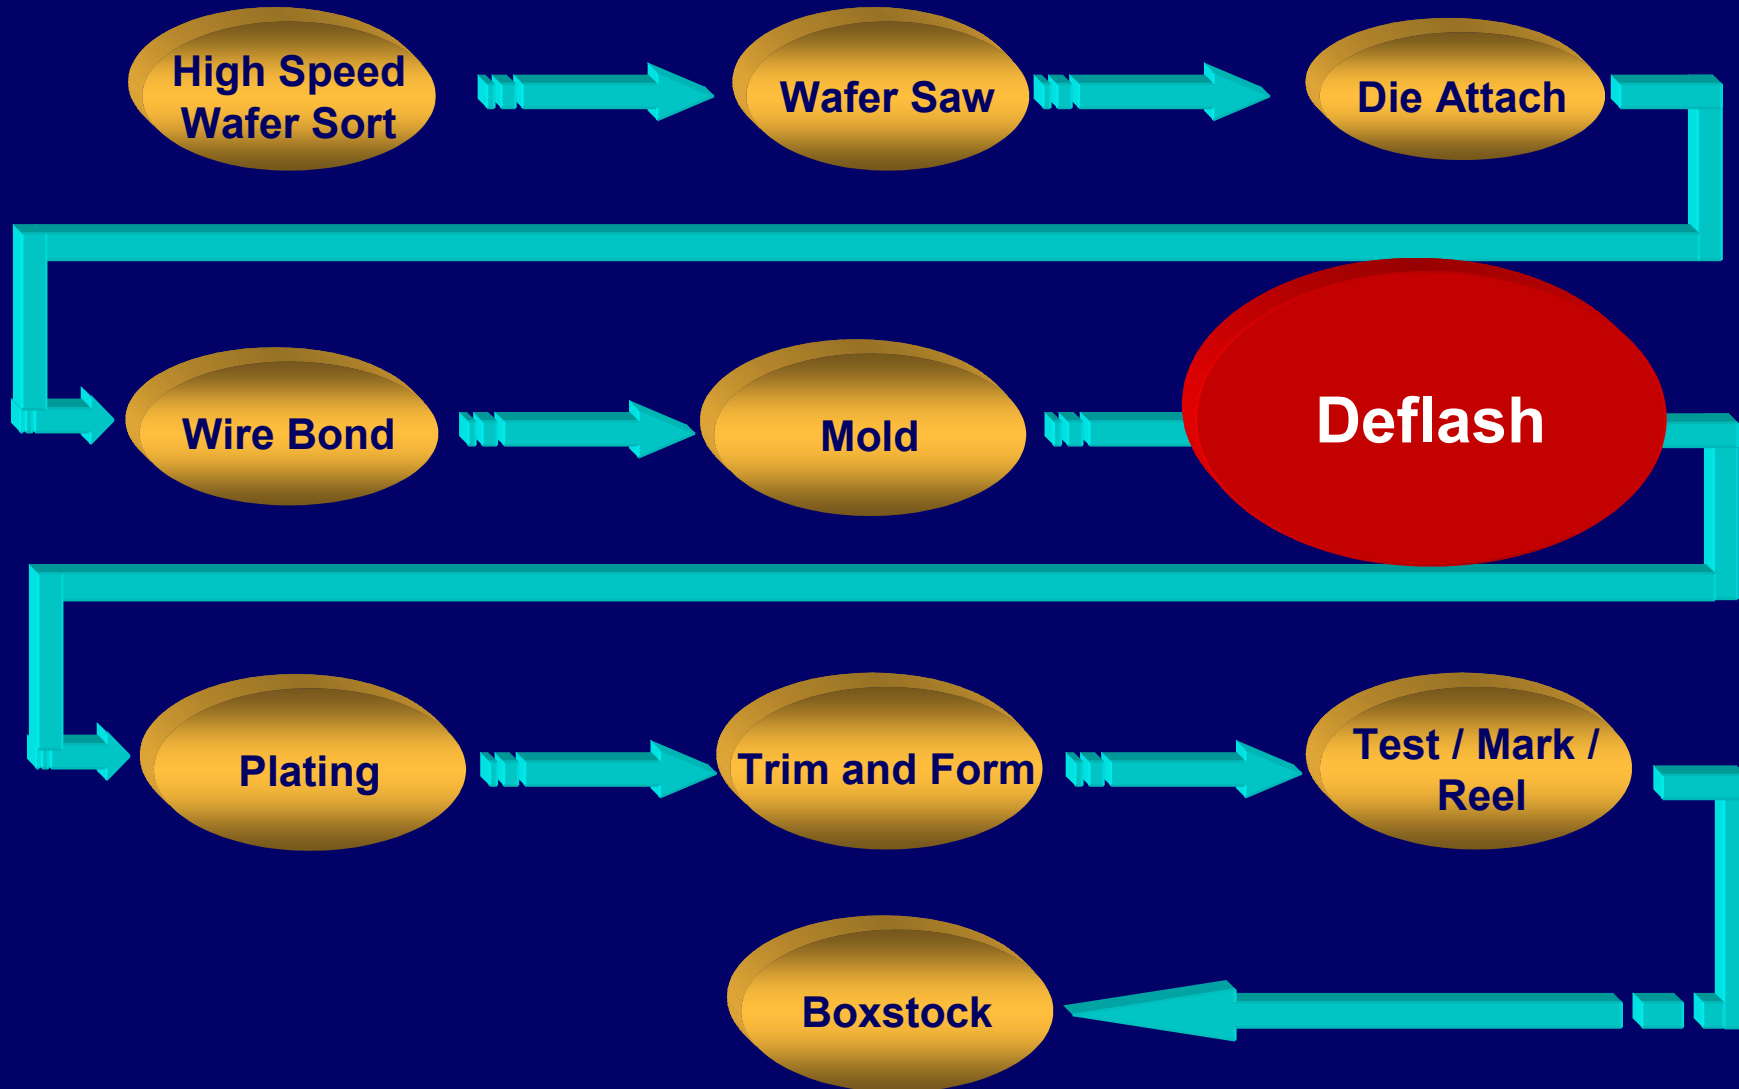 High Speed
Wafer Sort
Wafer Saw
Die Attach
Wire Bond
Mold
Deflash
Plating
Trim and Form
Test / Mark /
Reel
Boxstock